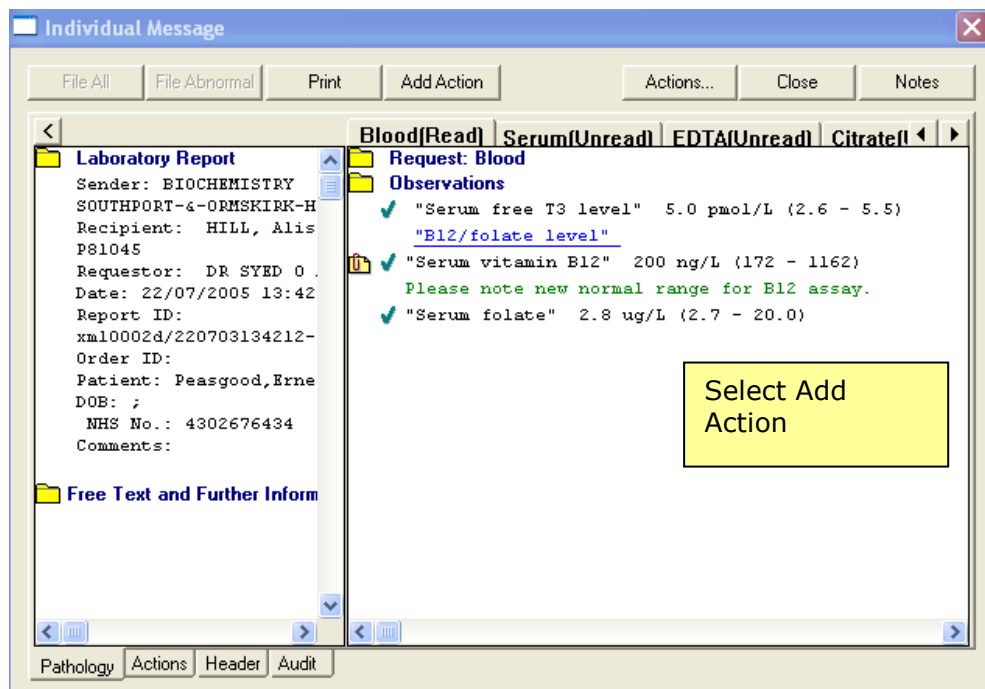 Individual Message
File All File Abnormal Print Add Action Actions... Close Notes
<
Blood(Read) Serum(Unread) EDTA(Unread)
Laboratory Report
Sender: BIOCHEMISTRY
SOUTHPORT-&-ORMSKIRK-H
Recipient: HILL, Alis
P81045
Requestor: DR SYED O
Date: 22/07/2005 13:42
Report ID:
xml0002d/220703134212-
Order ID:
Patient: Peasgood,Erne
DOB: ;
NHS No.: 4302676434
Comments:
Free Text and Further Inform
Request: Blood
Observations
"Serum free T3 level" 5.0 pmol/L (2.6 - 5.5)
"B12/folate level"
"Serum vitamin B12" 200 ng/L (172 - 1162)
Please note new normal range for B12 assay.
"Serum folate" 2.8 ug/L (2.7 - 20.0)
Select Add
Action
Pathology Actions Header Audit